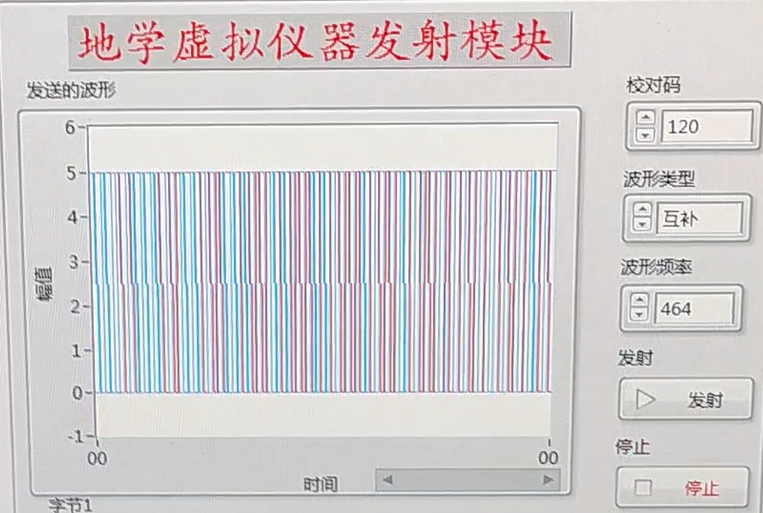 地学虚拟仪器发射模块
发送的波形
校对码
120
波形类型
互补
波形频率
464
发射
发射
停止
停止
幅值
6
5
4
3
2
1
0
-1
00
00
时间
字节1